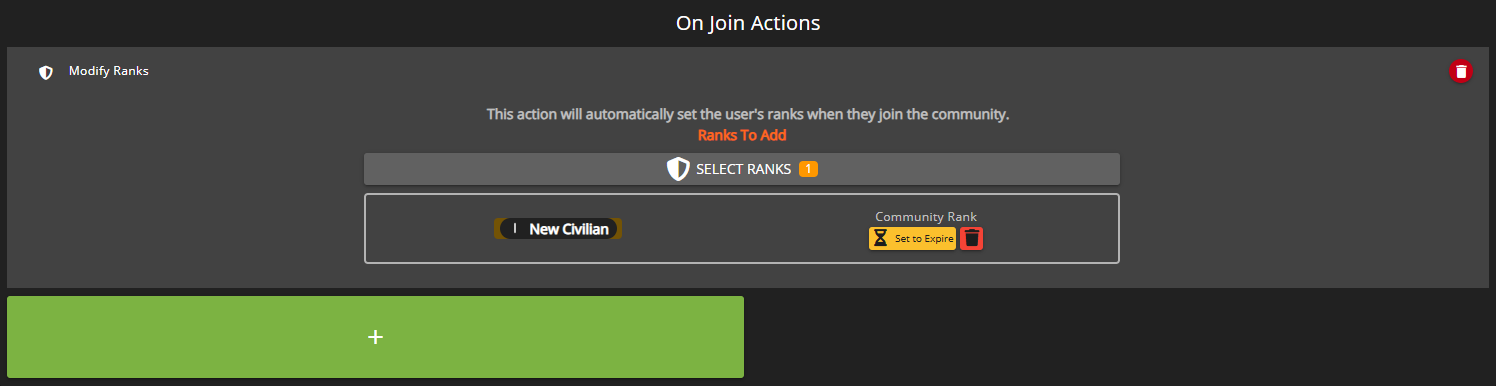 On Join Actions
Modify Ranks
This action will automatically set the user's ranks when they join the community.
Ranks To Add
SELECT RANKS 1
| New Civilian
Community Rank
Set to Expire
+